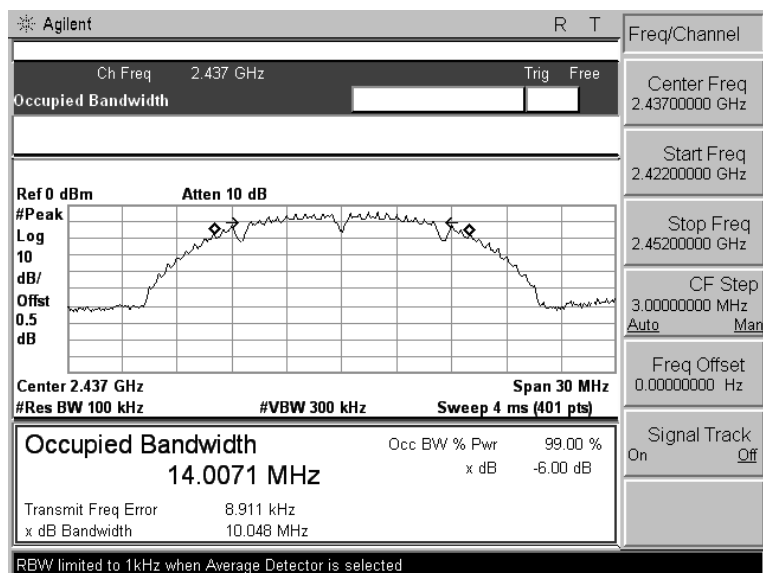 Agilent R T
Ch Freq 2.437 GHz Trig Free
Occupied Bandwidth
Ref 0 dBm Atten 10 dB
#Peak
Log
10
dB/
Offst
0.5
dB
Center 2.437 GHz Span 30 MHz
#Res BW 100 kHz #VBW 300 kHz Sweep 4 ms (401 pts)
Occupied Bandwidth Occ BW % Pwr 99.00 %
14.0071 MHz x dB -6.00 dB
Transmit Freq Error 8.911 kHz
x dB Bandwidth 10.048 MHz
RBW limited to 1kHz when Average Detector is selected
Freq/Channel
Center Freq
2.43700000 GHz
Start Freq
2.42200000 GHz
Stop Freq
2.45200000 GHz
CF Step
3.00000000 MHz
Auto Man
Freq Offset
0.00000000 Hz
Signal Track
On Off